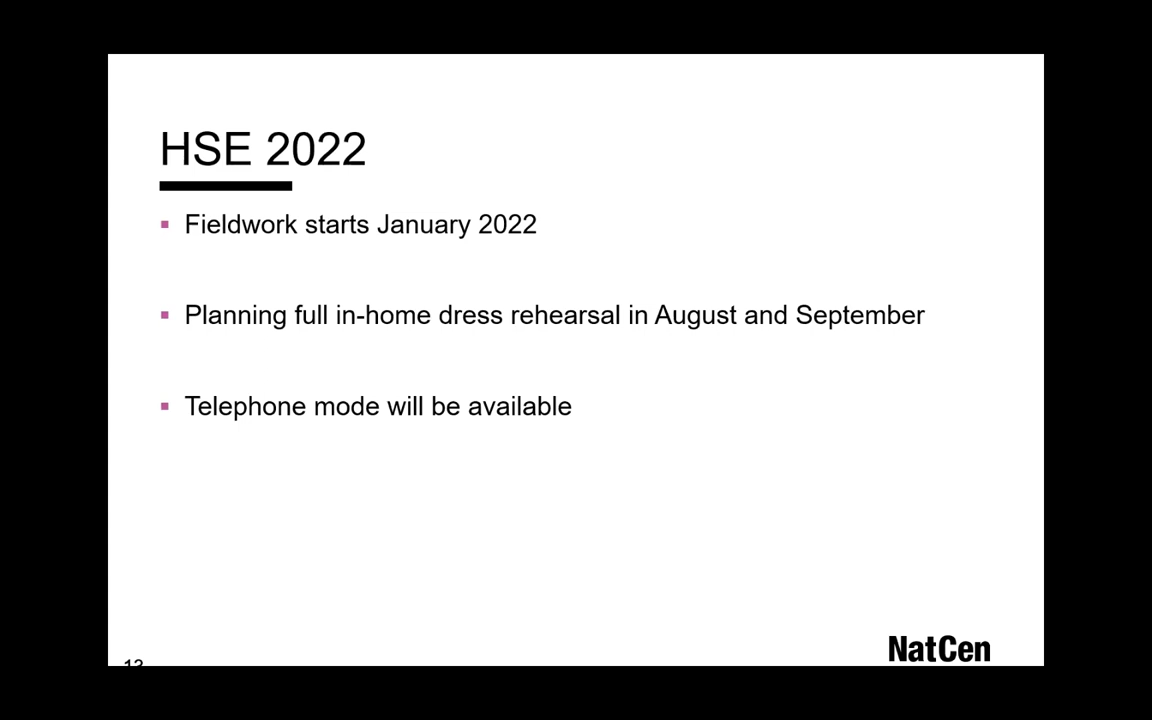 HSE 2022
Fieldwork starts January 2022
Planning full in-home dress rehearsal in August and September
Telephone mode will be available
NatCen